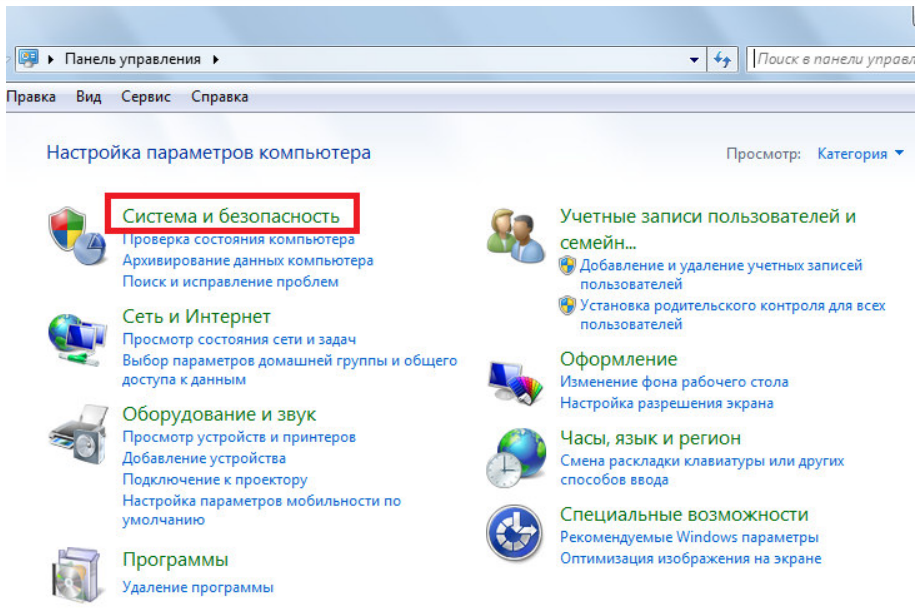 Панель управления
Поиск в панели управл
Правка Вид Сервис Справка
Настройка параметров компьютера
Просмотр: Категория
Система и безопасность
Проверка состояния компьютера
Архивирование данных компьютера
Поиск и исправление проблем
Сеть и Интернет
Просмотр состояния сети и задач
Выбор параметров домашней группы и общего
доступа к данным
Оборудование и звук
Просмотр устройств и принтеров
Добавление устройства
Подключение к проектору
Настройка параметров мобильности по
умолчанию
Программы
Удаление программы
Учетные записи пользователей и
семейн...
Добавление и удаление учетных записей
пользователей
Установка родительского контроля для всех
пользователей
Оформление
Изменение фона рабочего стола
Настройка разрешения экрана
Часы, язык и регион
Смена раскладки клавиатуры или других
способов ввода
Специальные возможности
Рекомендуемые Windows параметры
Оптимизация изображения на экране